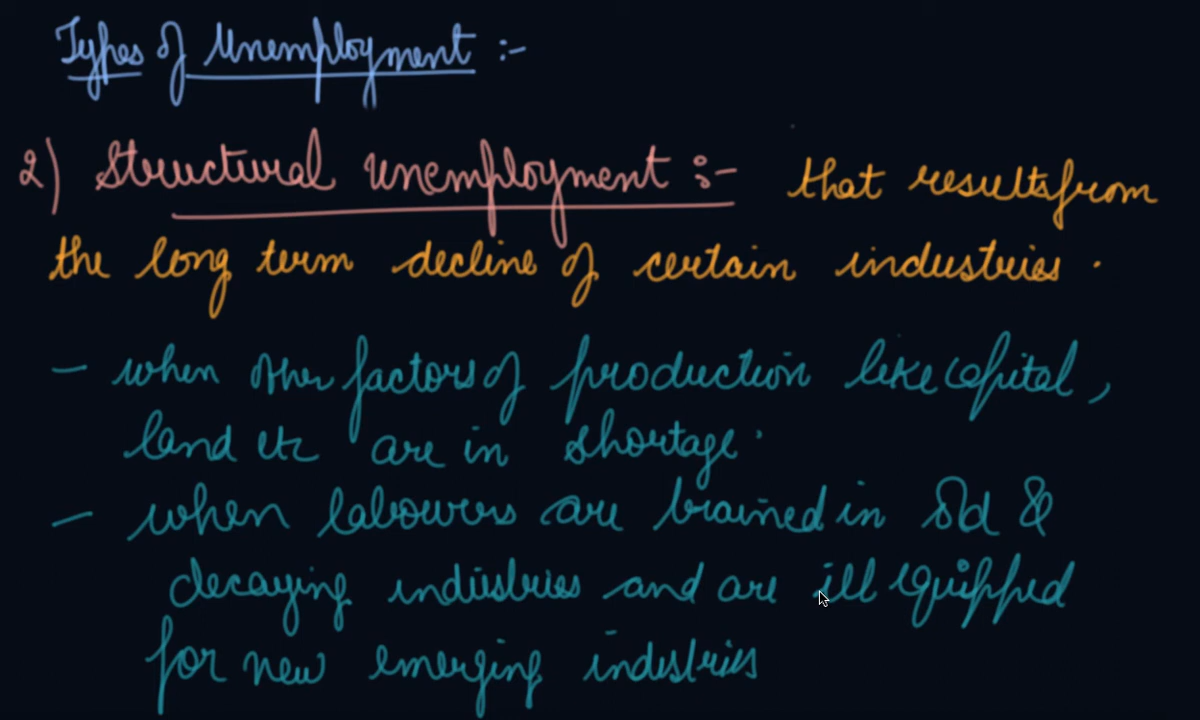 Types of Unemployment :-
2) Structural unemployment :- that results from
the long term decline of certain industries .
- when other factors of production like capital,
land etc are in shortage.
- when labourers are trained in old &
decaying industries and are ill equipped
for new emerging industries